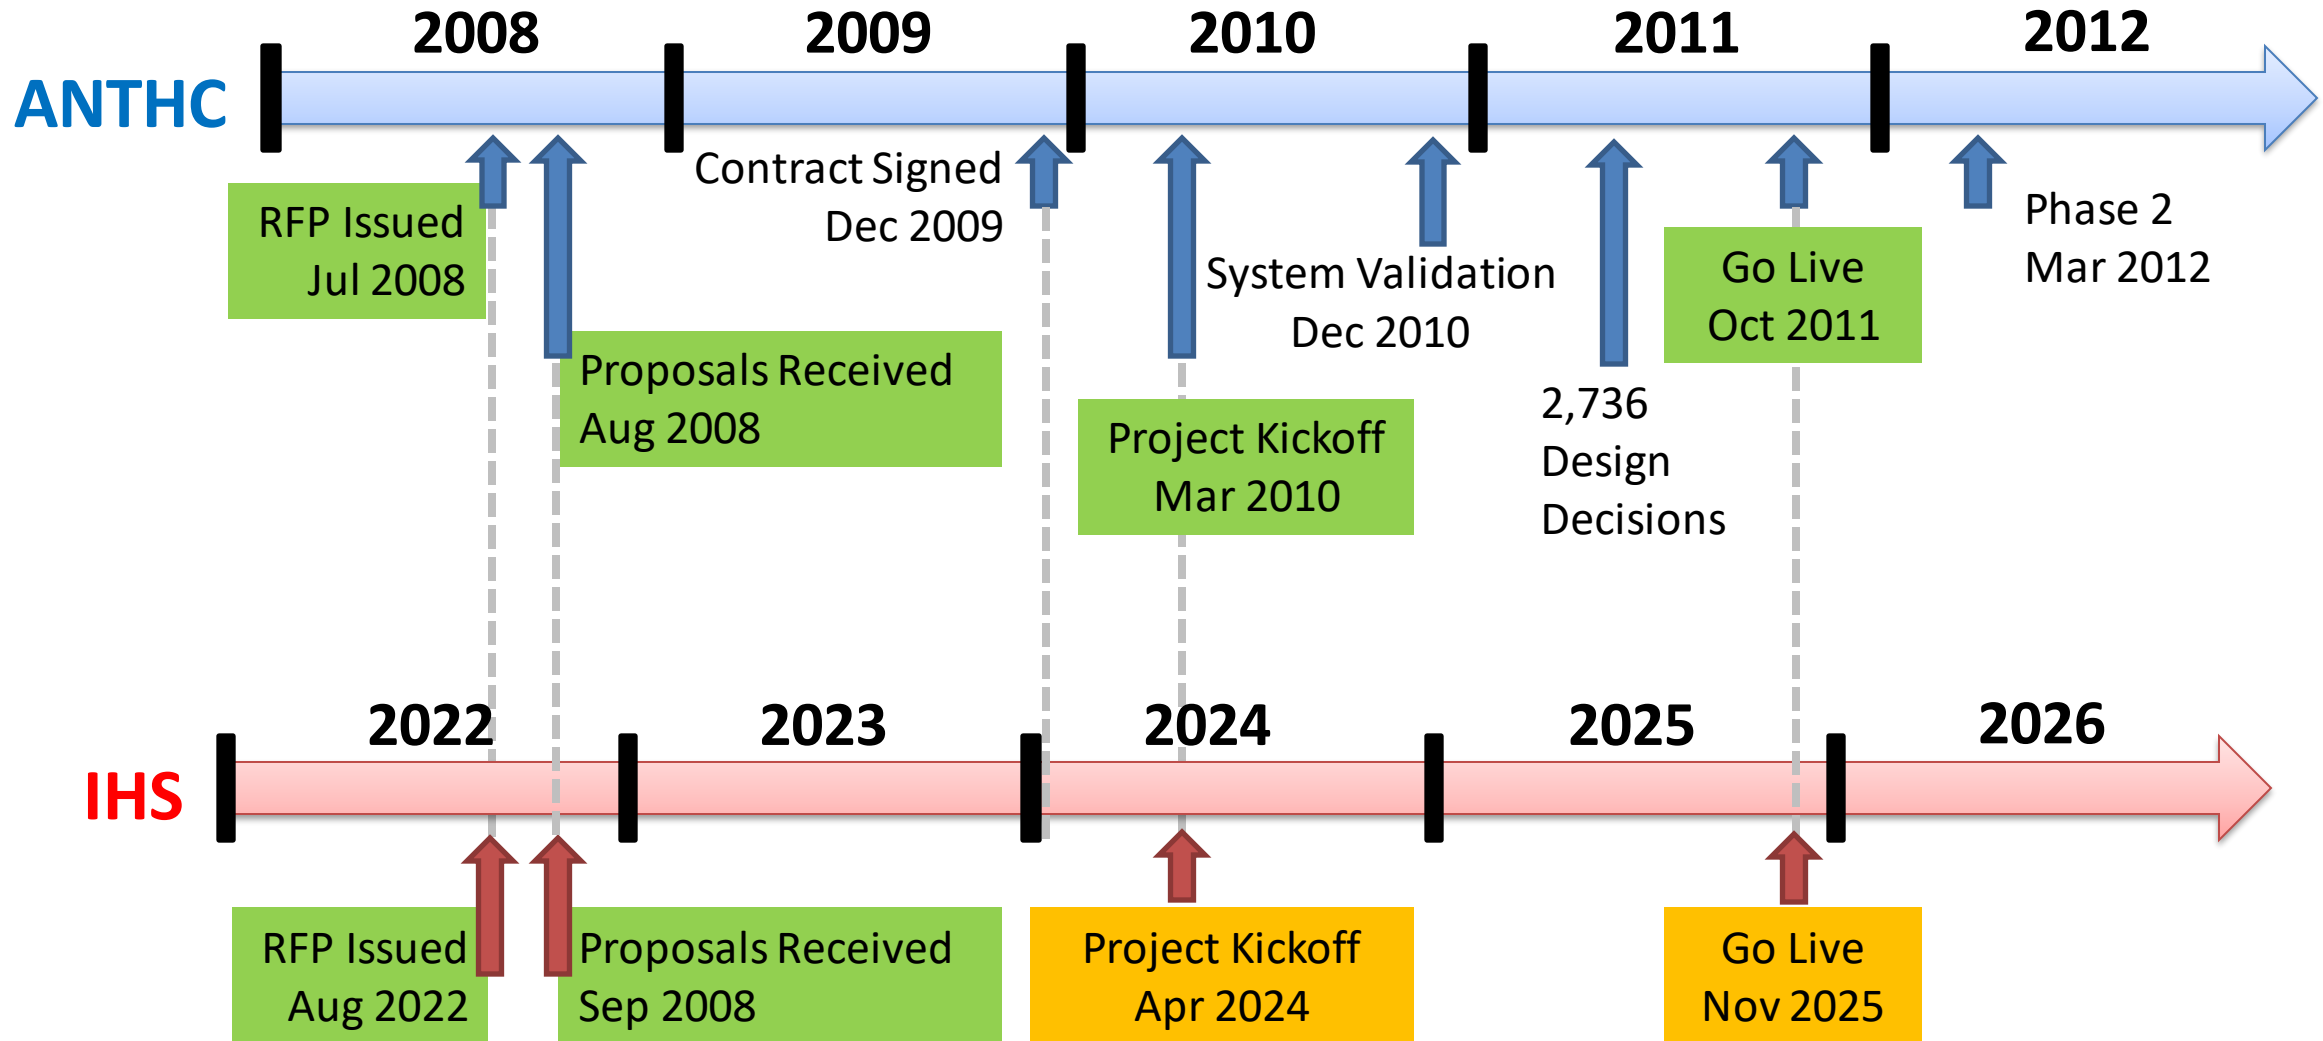 2008
2009
2010
2011
2012
ANTHC
RFP Issued
Jul 2008
Proposals Received
Aug 2008
Contract Signed
Dec 2009
Project Kickoff
Mar 2010
System Validation
Dec 2010
2,736
Design
Decisions
Go Live
Oct 2011
Phase 2
Mar 2012
2022
2023
2024
2025
2026
IHS
RFP Issued
Aug 2022
Proposals Received
Sep 2008
Project Kickoff
Apr 2024
Go Live
Nov 2025